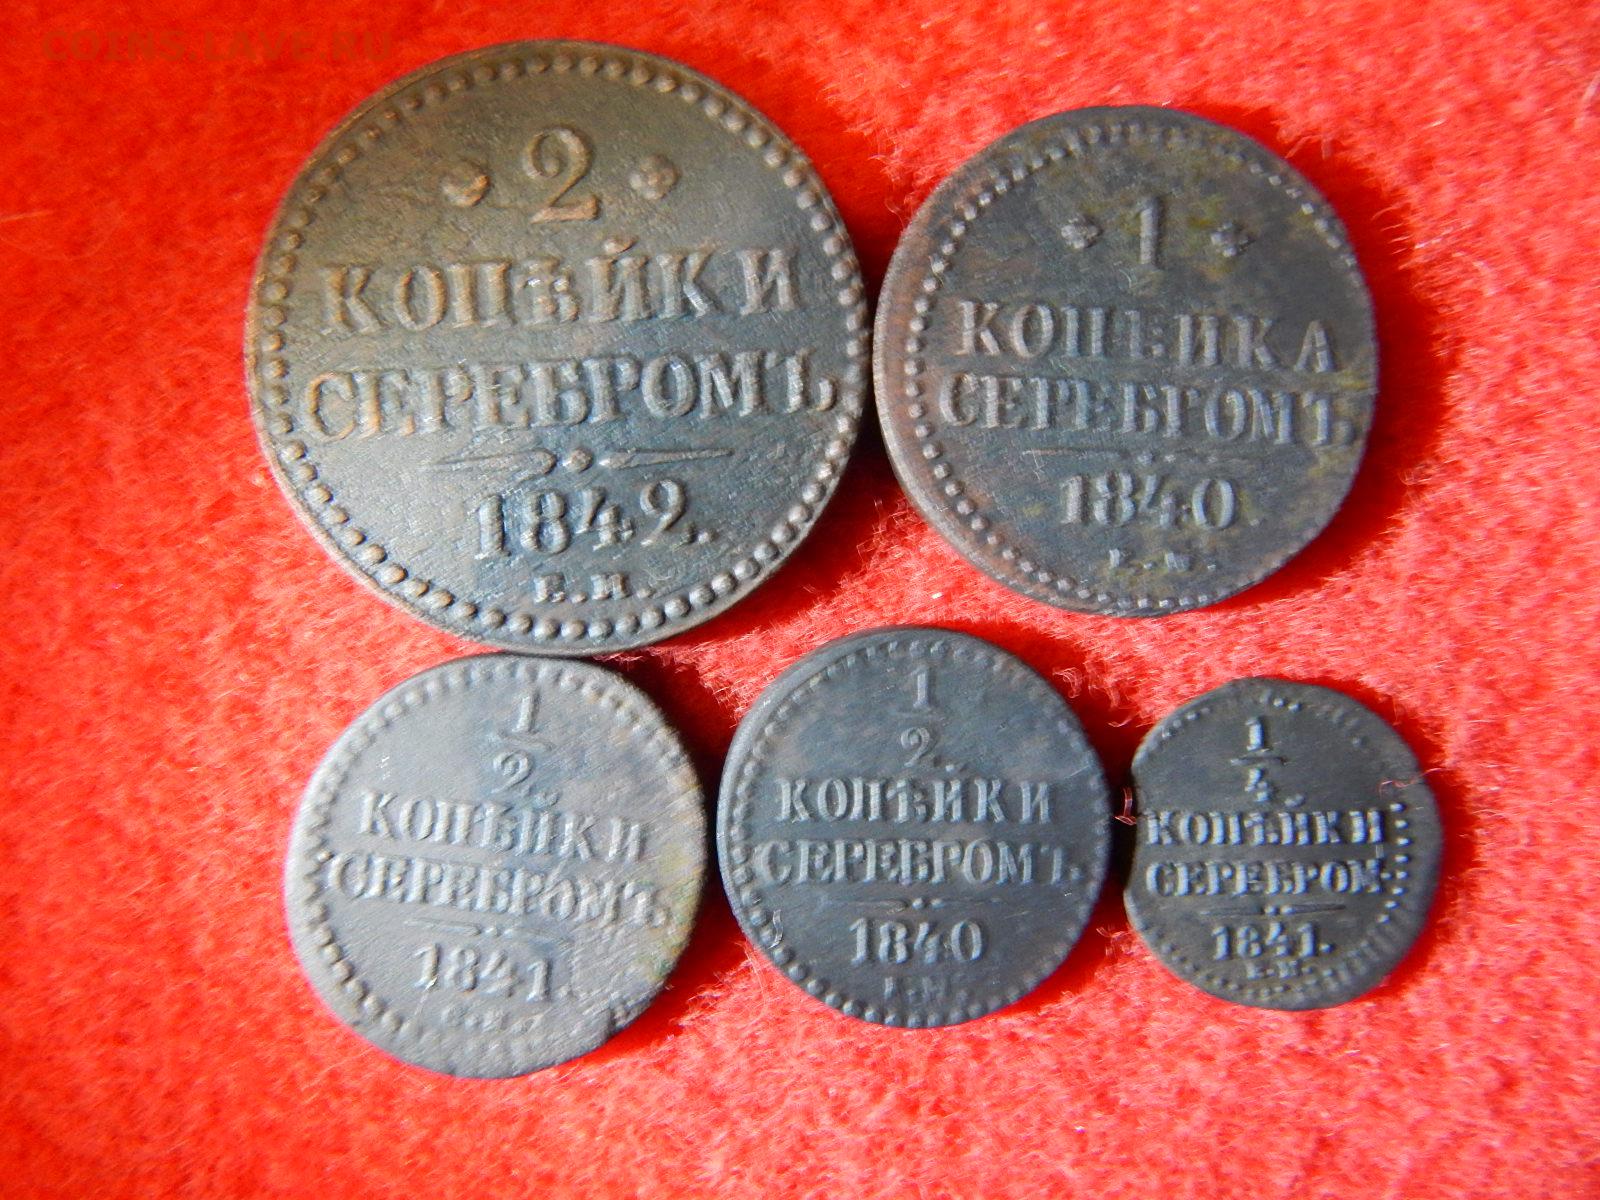 COINS.LAVE.RU
2
КОПѢЙКИ
СЕРЕБРОМЪ
1842.
Е.М.
1
КОПѢЙКА
СЕРЕБРОМЪ
1840
Е.М.
1
2
КОПѢЙКИ
СЕРЕБРОМЪ
1841.
1
2
КОПѢЙКИ
СЕРЕБРОМЪ.
1840
Е.М.
1
4
КОПѢЙКИ
СЕРЕБРОМ
1841.
Е.М.